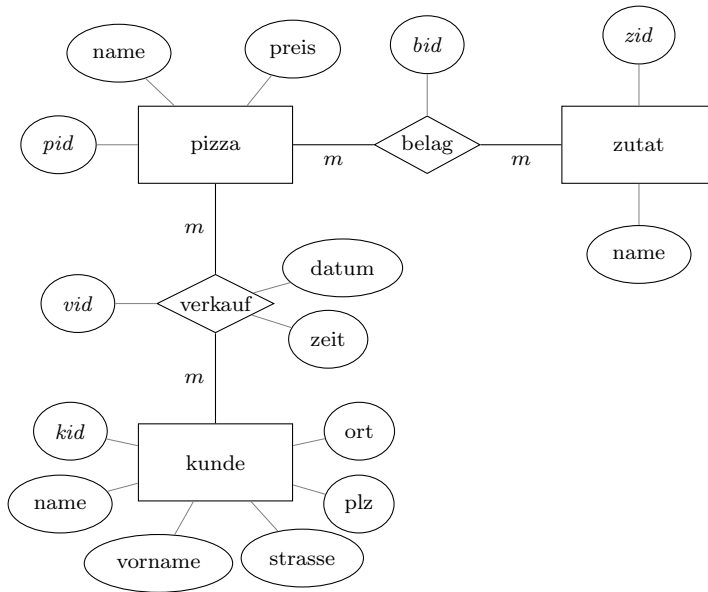 name
preis
bid
zid
pid
pizza
belag
zutat
m
m
m
name
datum
vid
verkauf
zeit
m
kid
ort
kunde
name
plz
vorname
strasse